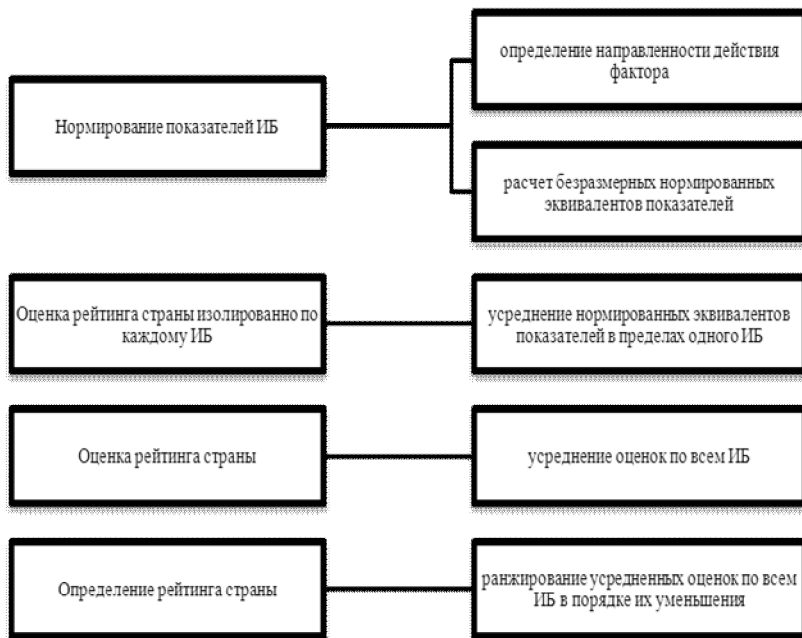 Нормирование показателей ИБ
определение направленности действия
фактора
расчет безразмерных нормированных
эквивалентов показателей
Оценка рейтинга страны изолированно по
каждому ИБ
усреднение нормированных эквивалентов
показателей в пределах одного ИБ
Оценка рейтинга страны
усреднение оценок по всем ИБ
Определение рейтинга страны
ранжирование усредненных оценок по всем
ИБ в порядке их уменьшения